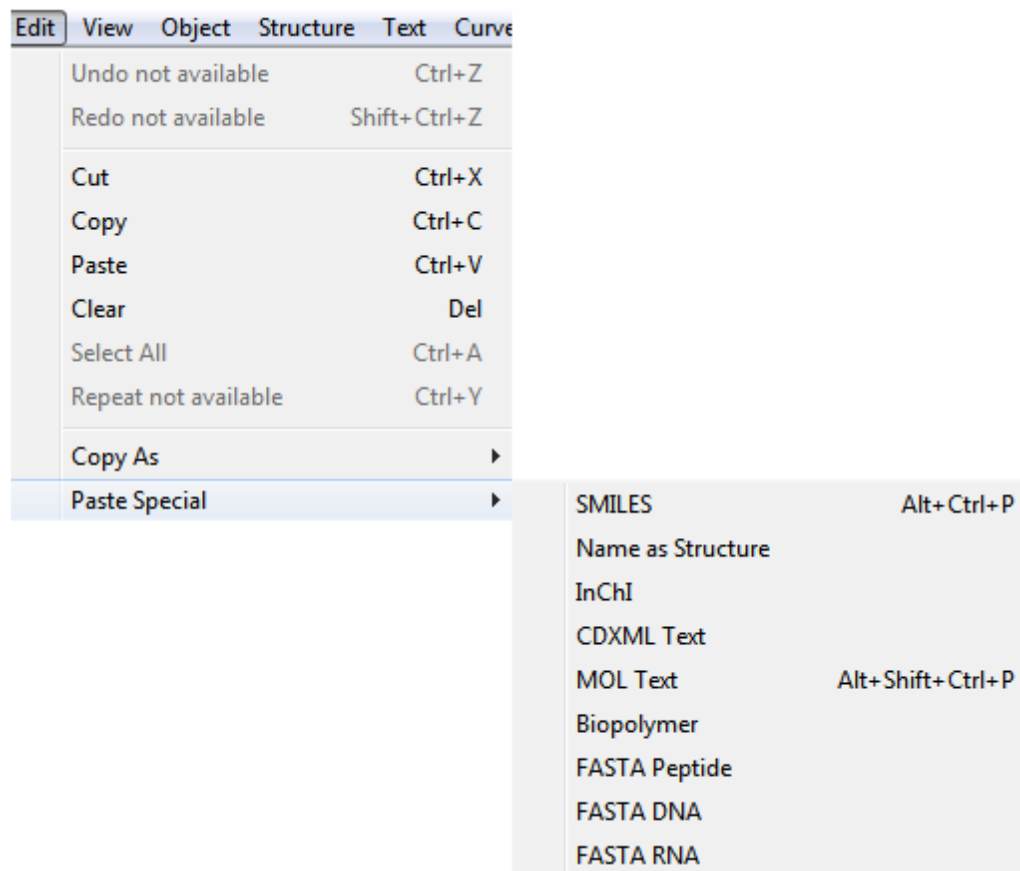 Edit View Object Structure Text Curve
Undo not available Ctrl+Z
Redo not available Shift+Ctrl+Z
Cut Ctrl+X
Copy Ctrl+C
Paste Ctrl+V
Clear Del
Select All Ctrl+A
Repeat not available Ctrl+Y
Copy As
Paste Special
SMILES Alt+Ctrl+P
Name as Structure
InChI
CDXML Text
MOL Text Alt+Shift+Ctrl+P
Biopolymer
FASTA Peptide
FASTA DNA
FASTA RNA